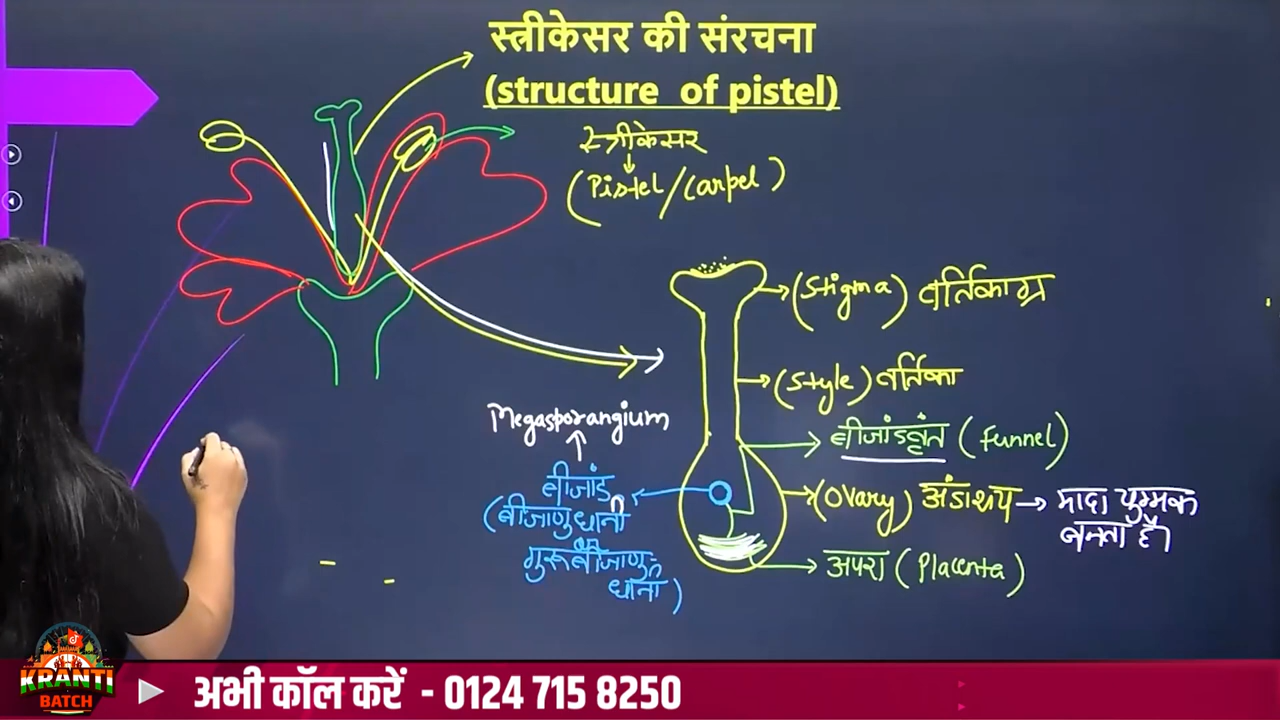 स्त्रीकेसर की संरचना
(structure of pistel)
स्त्रीकेसर
(Pistel/Carpel)
(Stigma) वर्तिकाग्र
(Style) वर्तिका
Megasporangium
बीजांडवृंत (funnel)
बीजांड
(बीजाणुधानी
गुरूबीजाणु
धानी)
(Ovary) अंडाशय → मादा युग्मक
बनता है।
अपरा (Placenta)
KRANTI
BATCH
अभी कॉल करें - 0124 715 8250